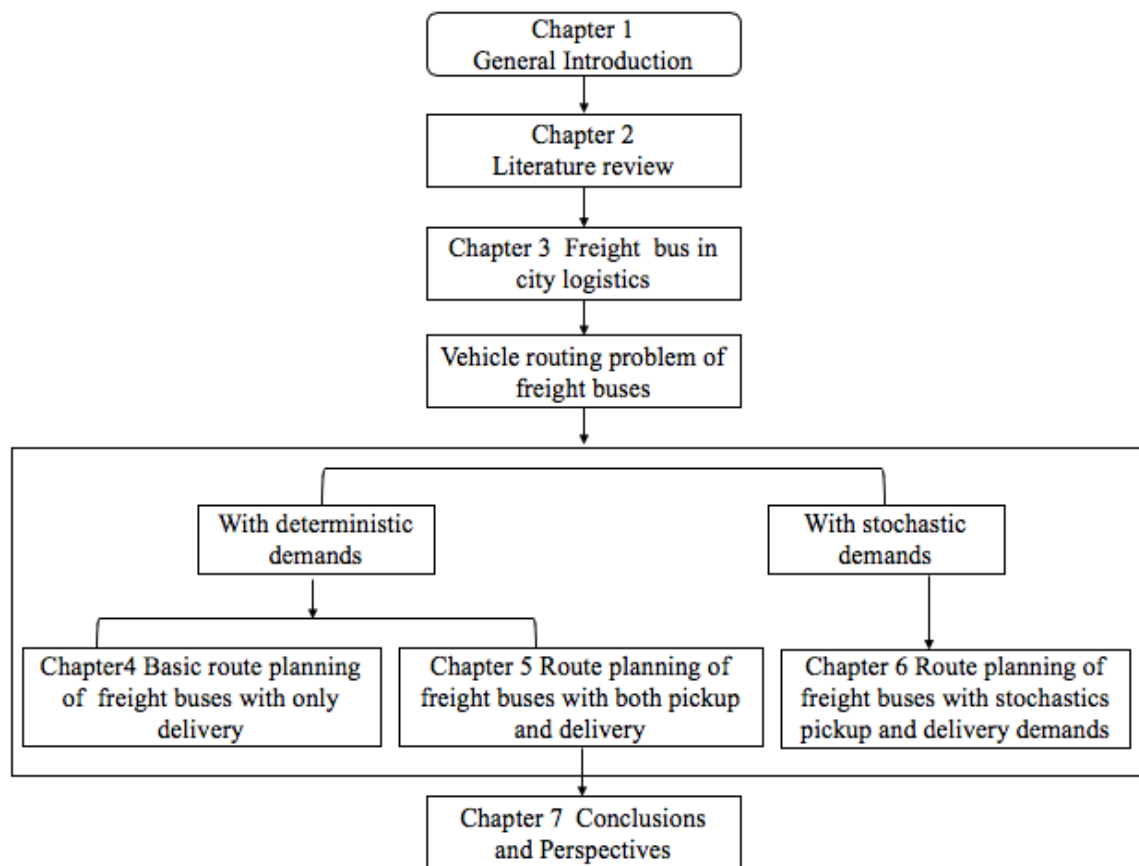 Chapter 1
General Introduction
Chapter 2
Literature review
Chapter 3 Freight bus in
city logistics
Vehicle routing problem of
freight buses
With deterministic
demands
With stochastic
demands
Chapter4 Basic route planning
of freight buses with only
delivery
Chapter 5 Route planning of
freight buses with both pickup
and delivery
Chapter 6 Route planning of
freight buses with stochastics
pickup and delivery demands
Chapter 7 Conclusions
and Perspectives